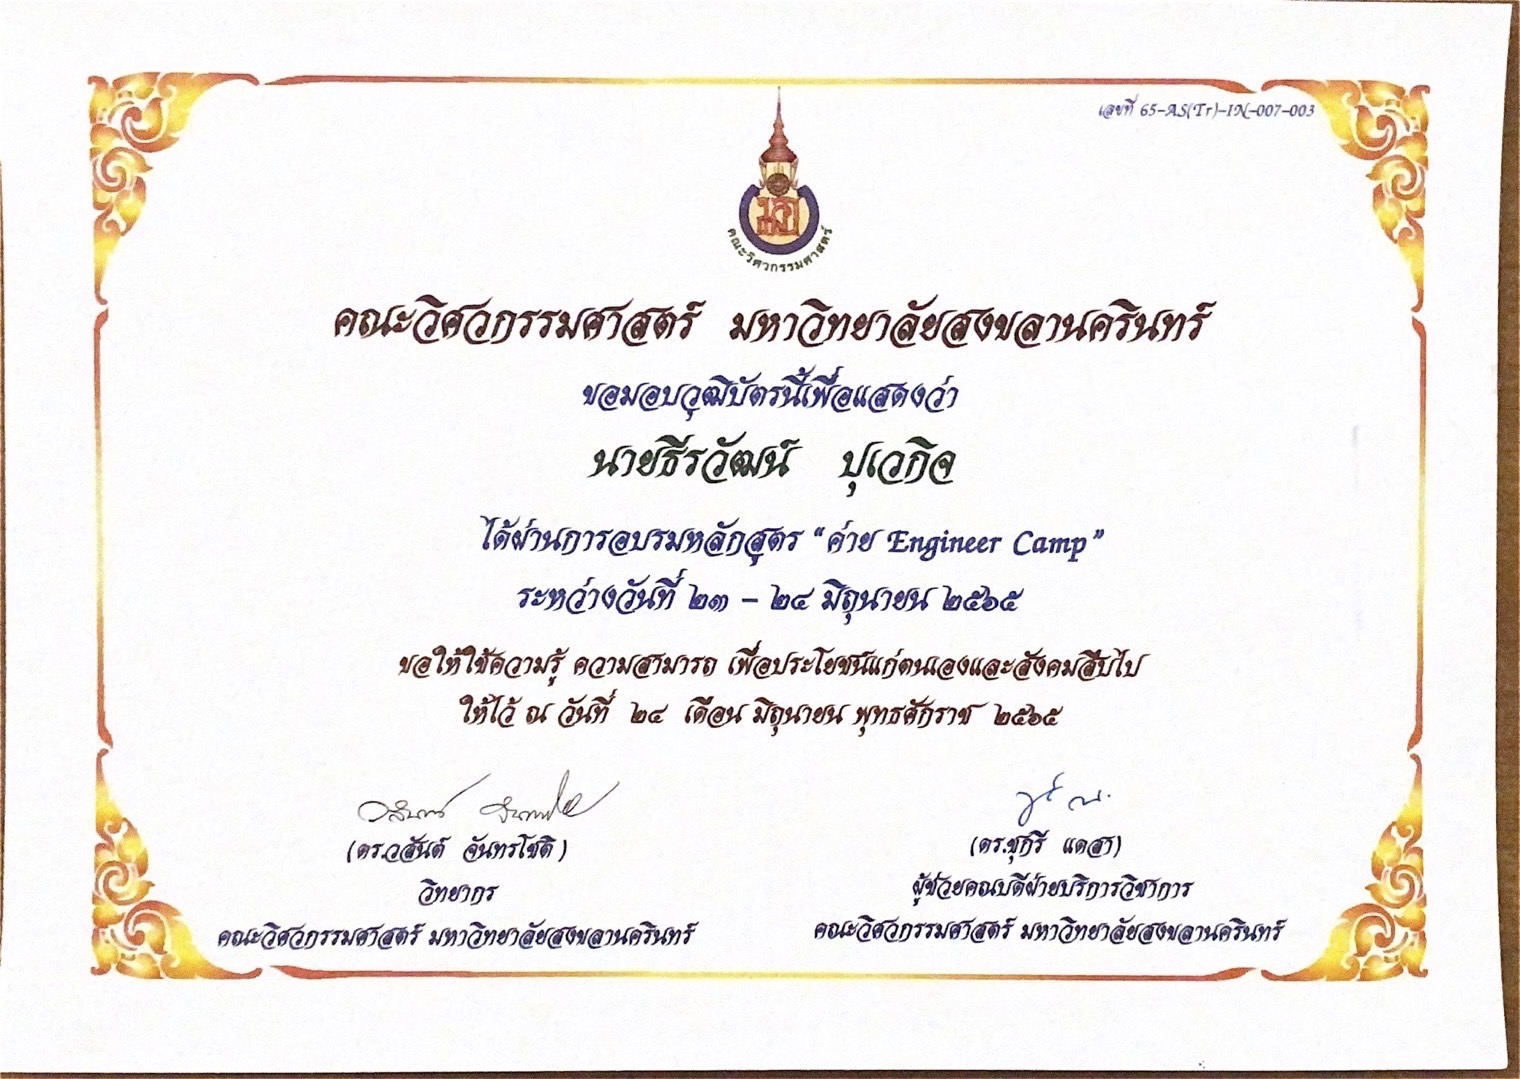 เลขที่ 65-AS(Tr)-IN-007-003
ม.อ.
คณะวิศวกรรมศาสตร์
คณะวิศวกรรมศาสตร์ มหาวิทยาลัยสงขลานครินทร์
ขอมอบวุฒิบัตรนี้เพื่อแสดงว่า
นายธีรวัฒน์ ปุเวกิจ
ได้ผ่านการอบรมหลักสูตร “ค่าย Engineer Camp”
ระหว่างวันที่ ๒๓ – ๒๔ มิถุนายน ๒๕๖๕
ขอให้ใช้ความรู้ ความสามารถ เพื่อประโยชน์แก่ตนเองและสังคมสืบไป
ให้ไว้ ณ วันที่ ๒๔ เดือน มิถุนายน พุทธศักราช ๒๕๖๕
(ดร.วสันต์ จันทรโชติ)
(ดร.ชุกรี แดสา)
วิทยากร
ผู้ช่วยคณบดีฝ่ายบริการวิชาการ
คณะวิศวกรรมศาสตร์ มหาวิทยาลัยสงขลานครินทร์
คณะวิศวกรรมศาสตร์ มหาวิทยาลัยสงขลานครินทร์